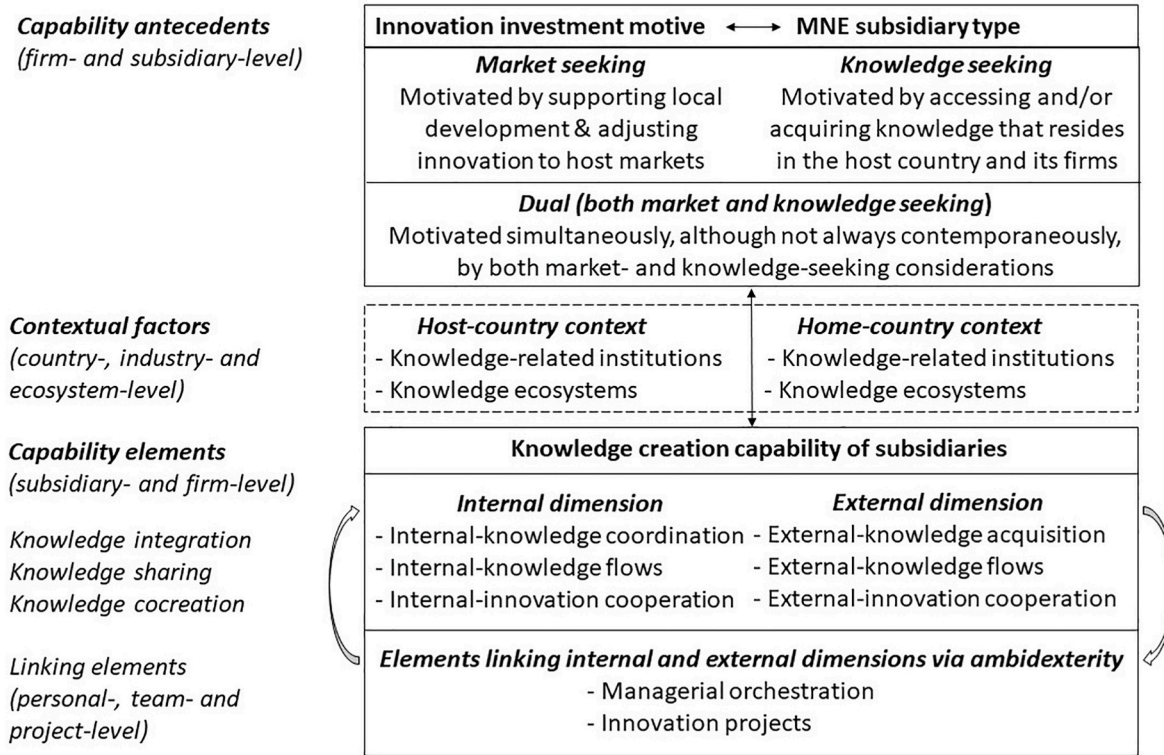 Capability antecedents
(firm- and subsidiary-level)
Innovation investment motive
MNE subsidiary type
Market seeking
Motivated by supporting local
development & adjusting
innovation to host markets
Knowledge seeking
Motivated by accessing and/or
acquiring knowledge that resides
in the host country and its firms
Dual (both market and knowledge seeking)
Motivated simultaneously, although not always contemporaneously,
by both market- and knowledge-seeking considerations
Contextual factors
(country-, industry- and
ecosystem-level)
Host-country context
- Knowledge-related institutions
- Knowledge ecosystems
Home-country context
- Knowledge-related institutions
- Knowledge ecosystems
Capability elements
(subsidiary- and firm-level)
Knowledge integration
Knowledge sharing
Knowledge cocreation
Knowledge creation capability of subsidiaries
Internal dimension
- Internal-knowledge coordination
- Internal-knowledge flows
- Internal-innovation cooperation
External dimension
- External-knowledge acquisition
- External-knowledge flows
- External-innovation cooperation
Linking elements
(personal-, team- and
project-level)
Elements linking internal and external dimensions via ambidexterity
- Managerial orchestration
- Innovation projects